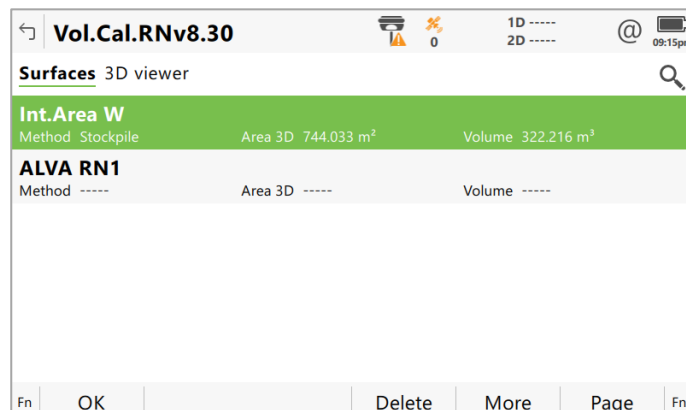 Vol.Cal.RNv8.30
0
1D -----
2D -----
@
09:15pm
Surfaces 3D viewer
Int.Area W
Method Stockpile Area 3D 744.033 m² Volume 322.216 m³
ALVA RN1
Method ----- Area 3D ----- Volume -----
Fn OK Delete More Page Fn